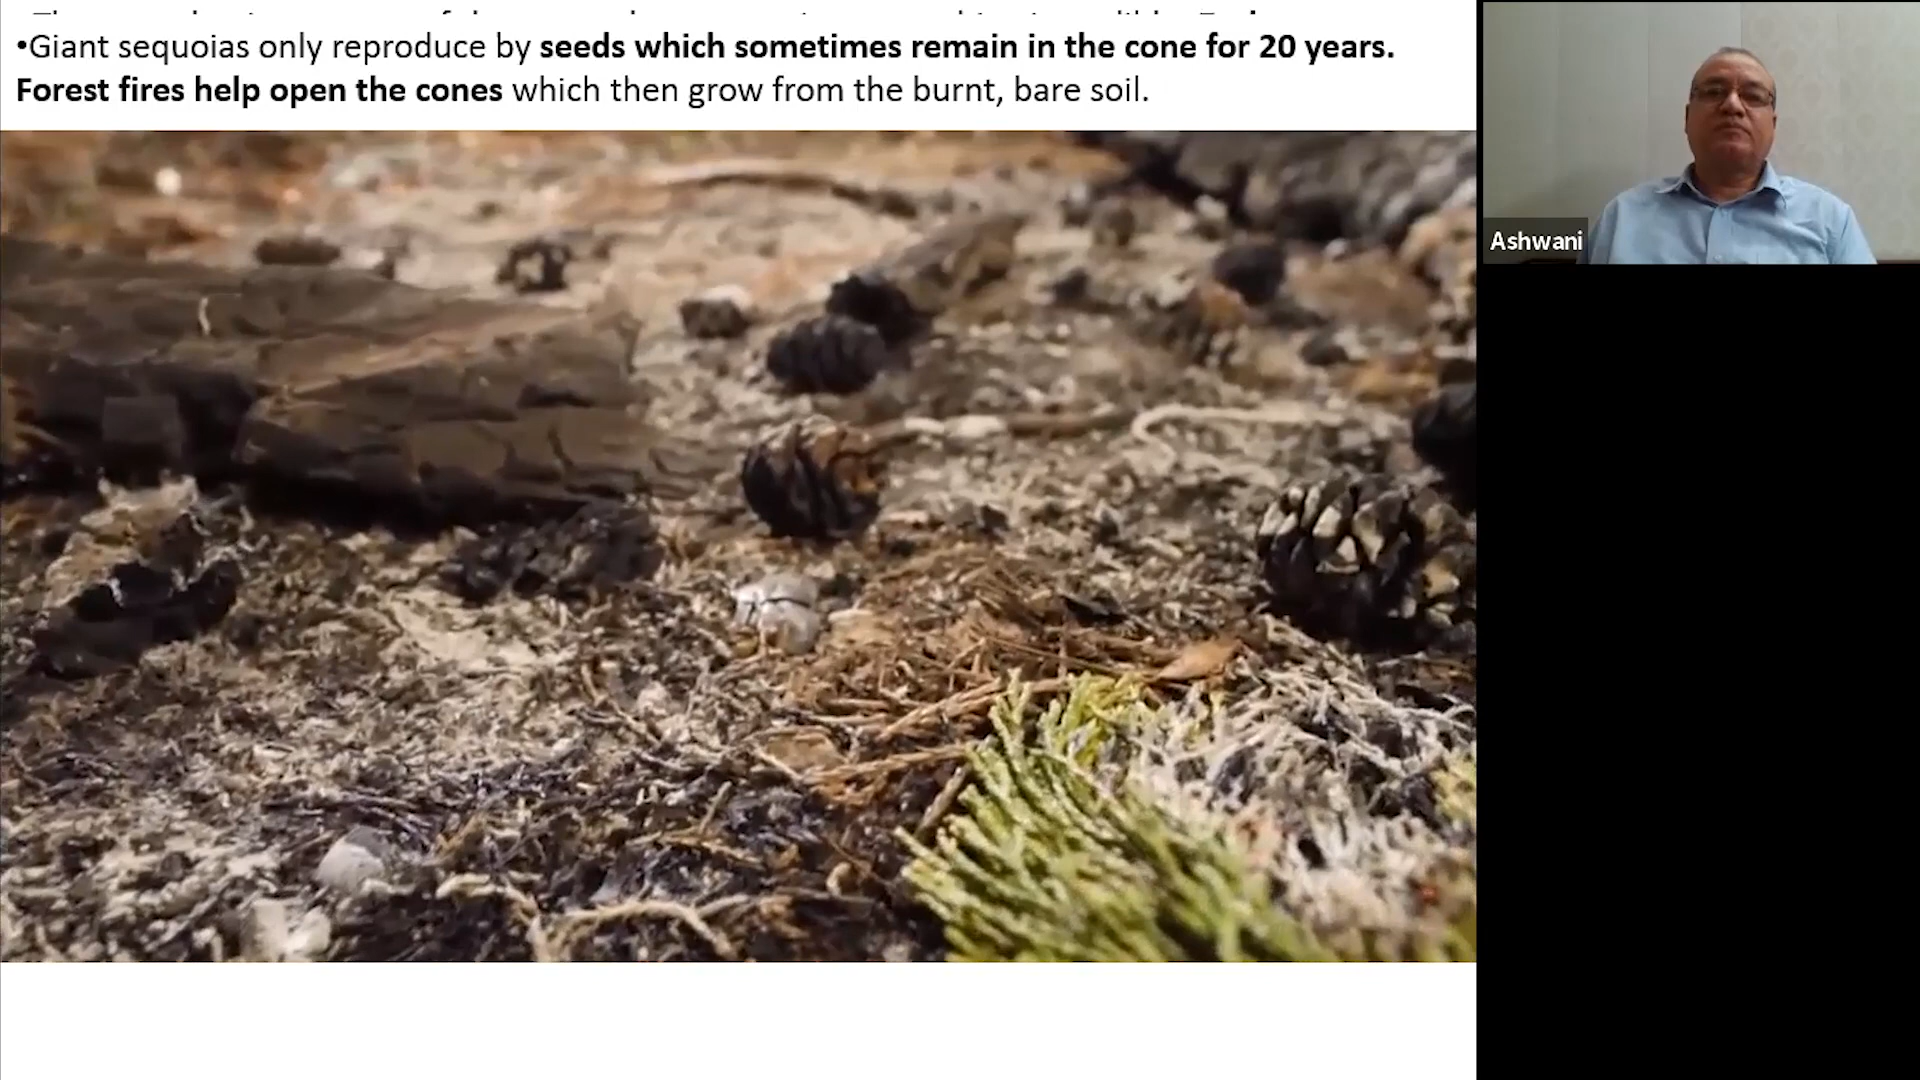 •Giant sequoias only reproduce by seeds which sometimes remain in the cone for 20 years.
Forest fires help open the cones which then grow from the burnt, bare soil.
Ashwani